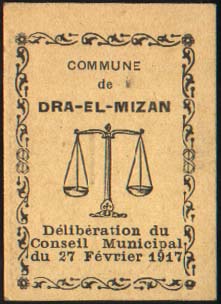 COMMUNE
de
DRA-EL-MIZAN
Délibération du
Conseil Municipal
du 27 Février 1917